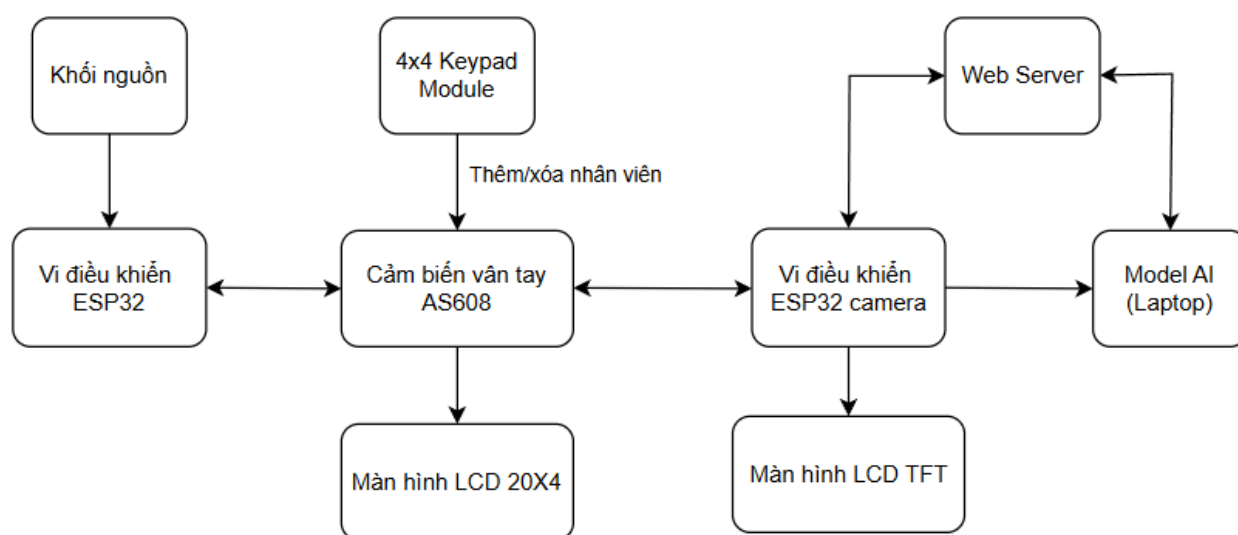 Khối nguồn
4x4 Keypad
Module
Web Server
Thêm/xóa nhân viên
Vi điều khiển
ESP32
Cảm biến vân tay
AS608
Vi điều khiển
ESP32 camera
Model AI
(Laptop)
Màn hình LCD 20X4
Màn hình LCD TFT